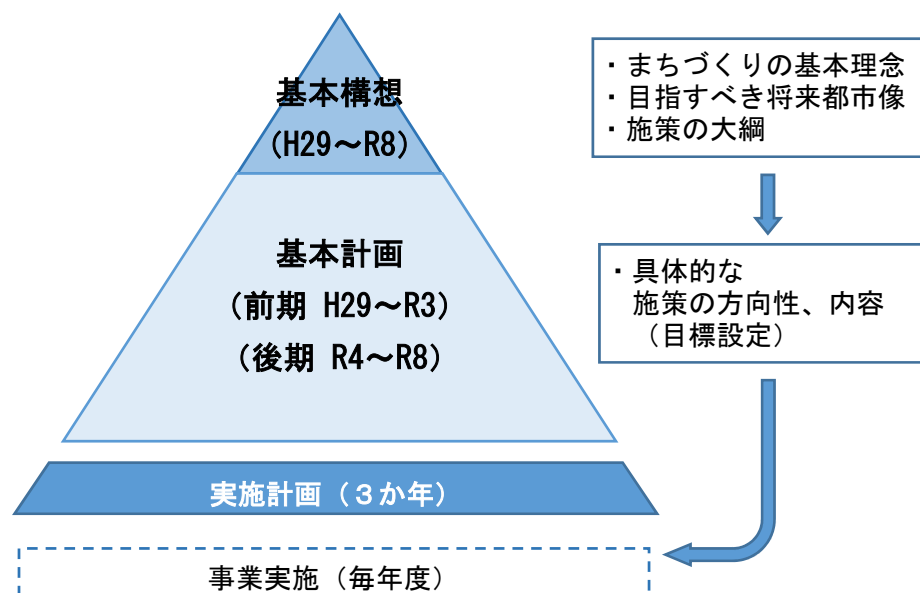 基本構想
(H29～R8)
・まちづくりの基本理念
・目指すべき将来都市像
・施策の大綱
基本計画
(前期 H29～R3)
(後期 R4～R8)
・具体的な
施策の方向性、内容
（目標設定）
実施計画（３か年）
事業実施（毎年度）